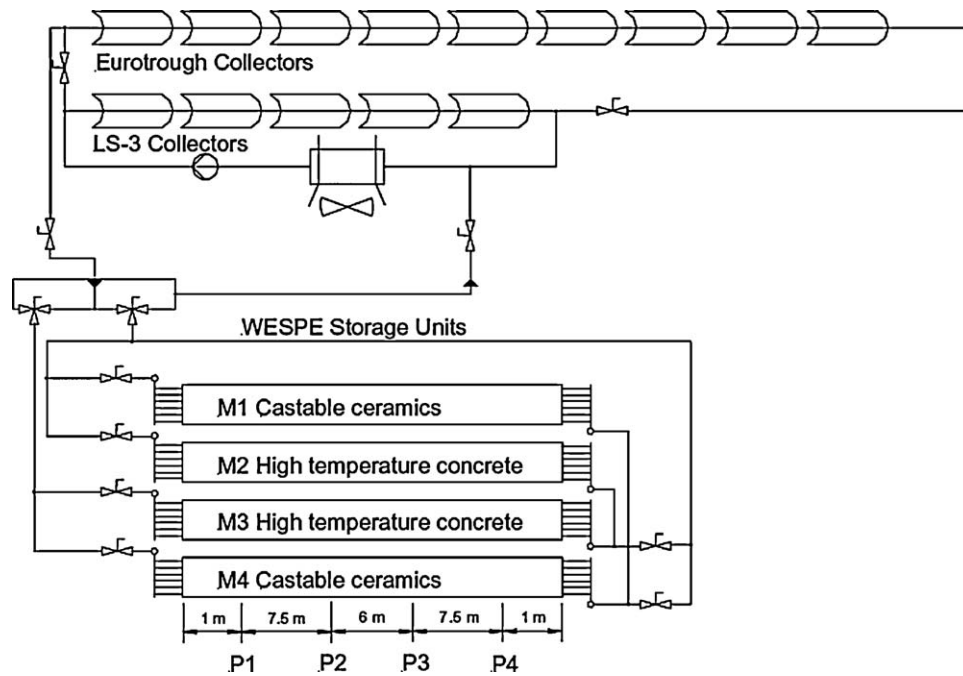 Eurotrough Collectors
LS-3 Collectors
WESPE Storage Units
M1 Castable ceramics
M2 High temperature concrete
M3 High temperature concrete
M4 Castable ceramics
1 m 7.5 m 6 m 7.5 m 1 m
P1 P2 P3 P4